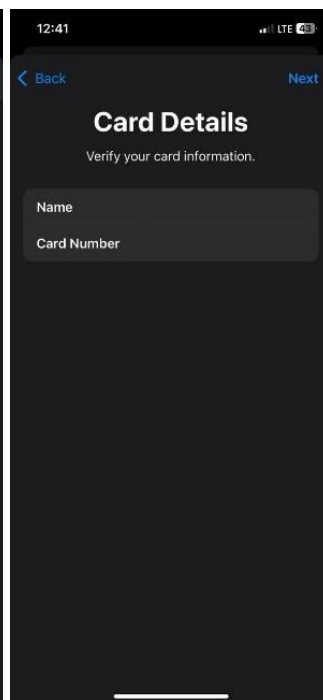 12:41
LTE 43
Back
Next
Card Details
Verify your card information.
Name
Card Number